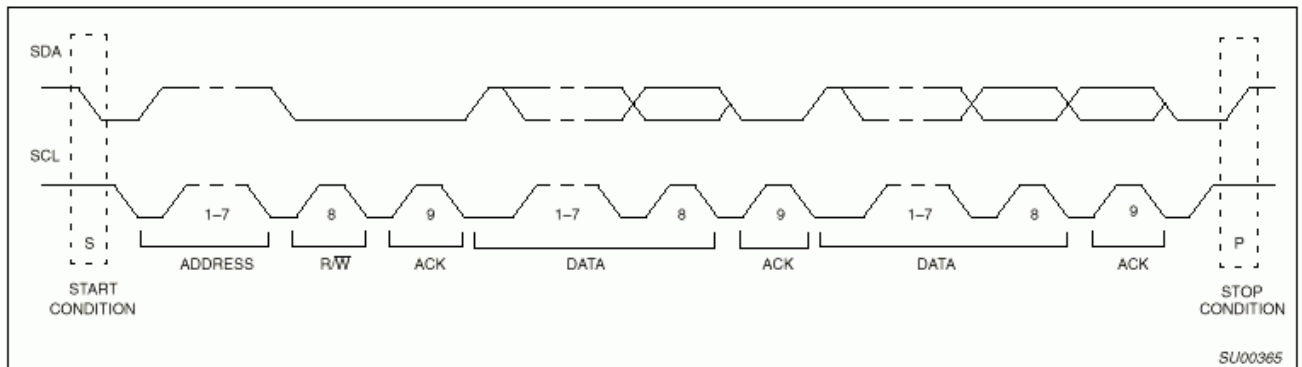 SDA
SCL
1–7 8 9 1–7 8 9 1–7 8 9
S P
ADDRESS R/W̅ ACK DATA ACK DATA ACK
START
CONDITION
STOP
CONDITION
SU00365